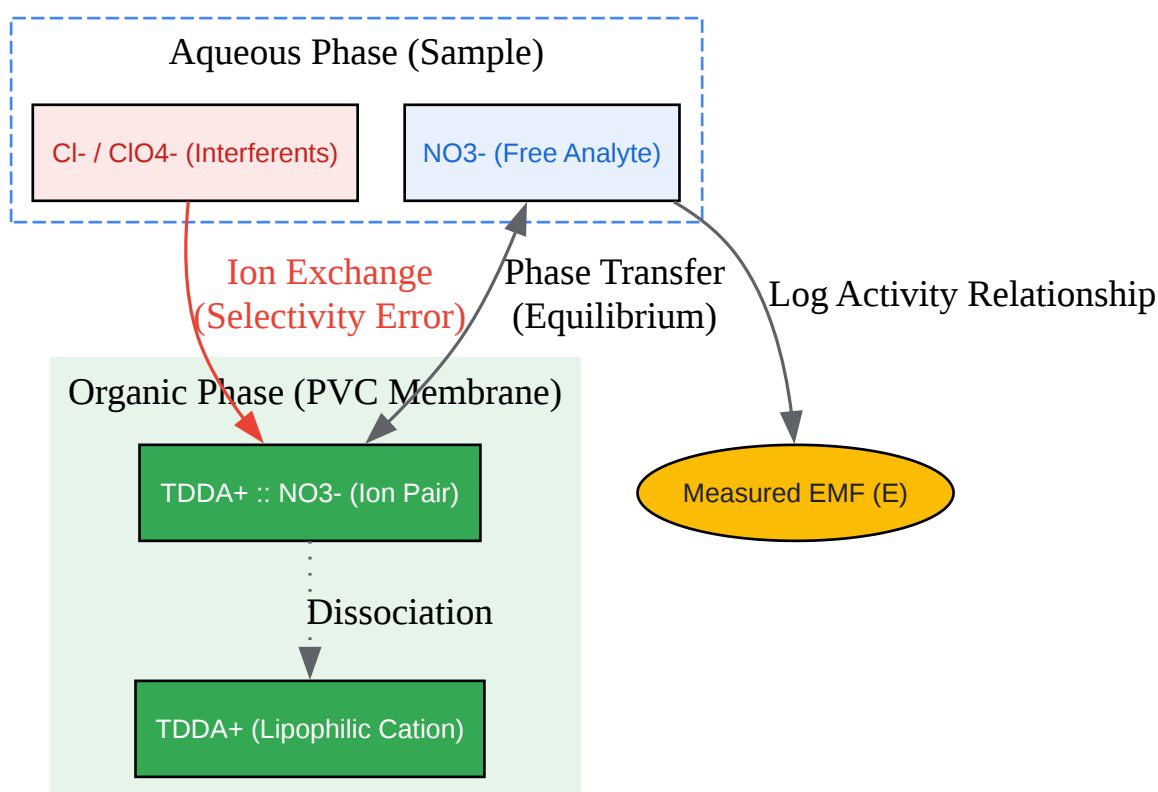 Aqueous Phase (Sample)
Cl- / ClO4- (Interferents)
NO3- (Free Analyte)
Ion Exchange
(Selectivity Error)
Phase Transfer
(Equilibrium)
Log Activity Relationship
Organic Phase (PVC Membrane)
TDDA+ :: NO3- (Ion Pair)
Measured EMF (E)
Dissociation
TDDA+ (Lipophilic Cation)